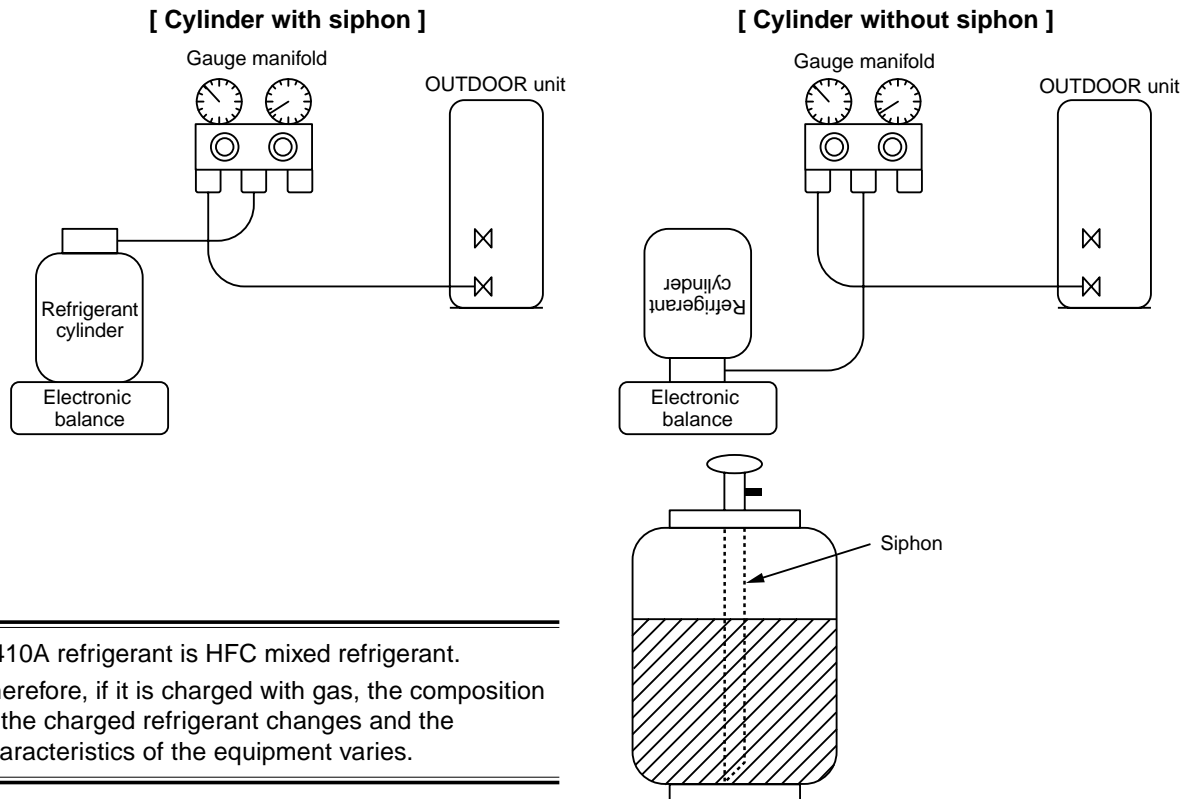 [ Cylinder with siphon ]
Gauge manifold
OUTDOOR unit
Refrigerant
cylinder
Electronic
balance
[ Cylinder without siphon ]
Gauge manifold
OUTDOOR unit
Refrigerant
cylinder
Electronic
balance
Siphon
410A refrigerant is HFC mixed refrigerant.
herefore, if it is charged with gas, the composition
the charged refrigerant changes and the
aracteristics of the equipment varies.